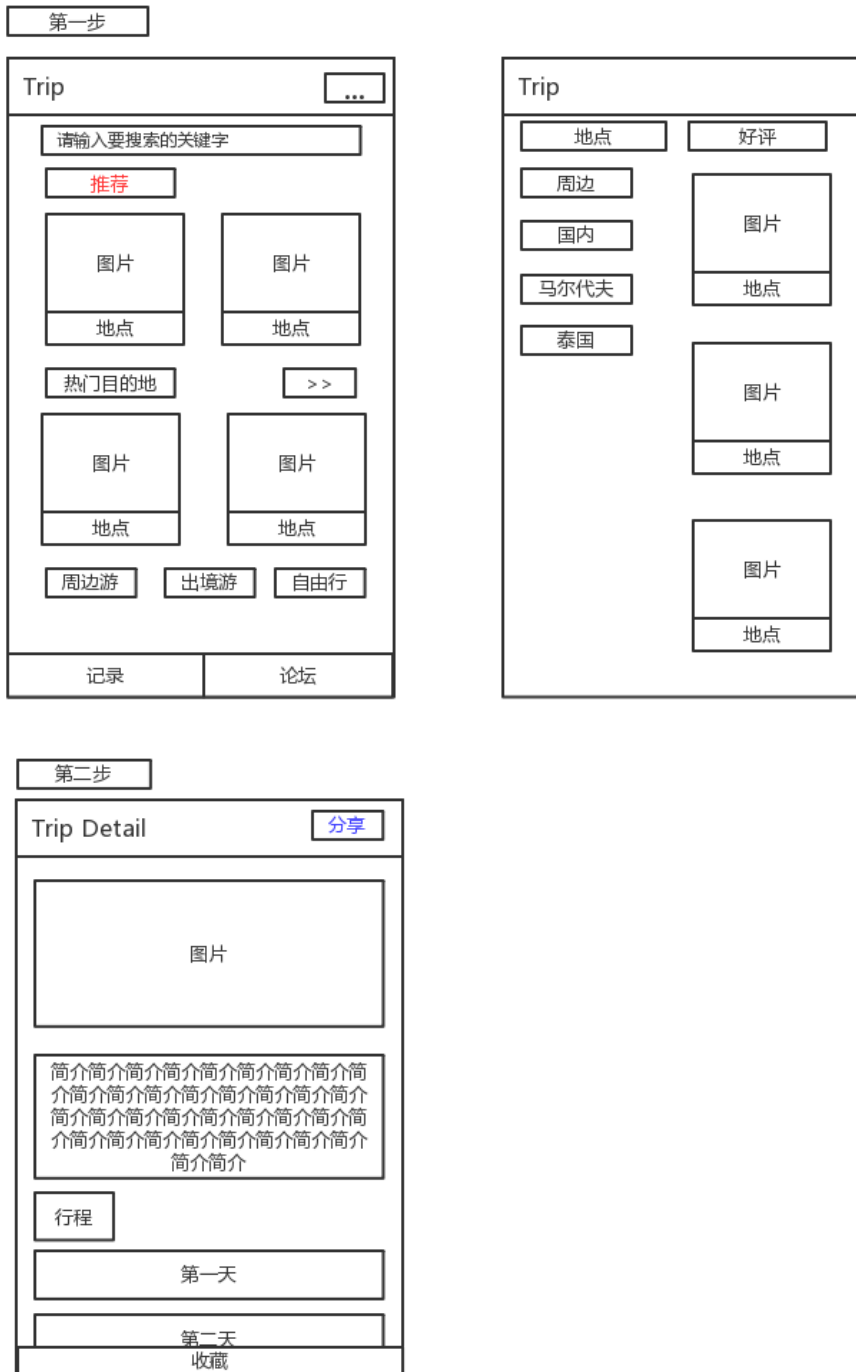 第一步
Trip
...
请输入要搜索的关键字
推荐
图片
图片
地点
地点
热门目的地
>>
图片
图片
地点
地点
周边游
出境游
自由行
记录
论坛
Trip
地点
好评
周边
国内
马尔代夫
泰国
图片
地点
图片
地点
图片
地点
第二步
Trip Detail
分享
图片
简介简介简介简介简介简介简介简介简
介简介简介简介简介简介简介简介简介
简介简介简介简介简介简介简介简介简
介简介简介简介简介简介简介简介简介
简介简介
行程
第一天
第二天
收藏